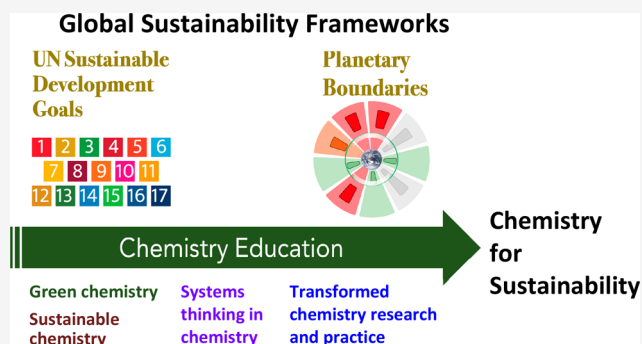 Global Sustainability Frameworks
UN Sustainable
Development
Goals
1 2 3 4 5 6
7 8 9 10 11
12 13 14 15 16 17
Planetary
Boundaries
Chemistry Education
Chemistry
for
Sustainability
Green chemistry
Sustainable
chemistry
Systems
thinking in
chemistry
Transformed
chemistry research
and practice